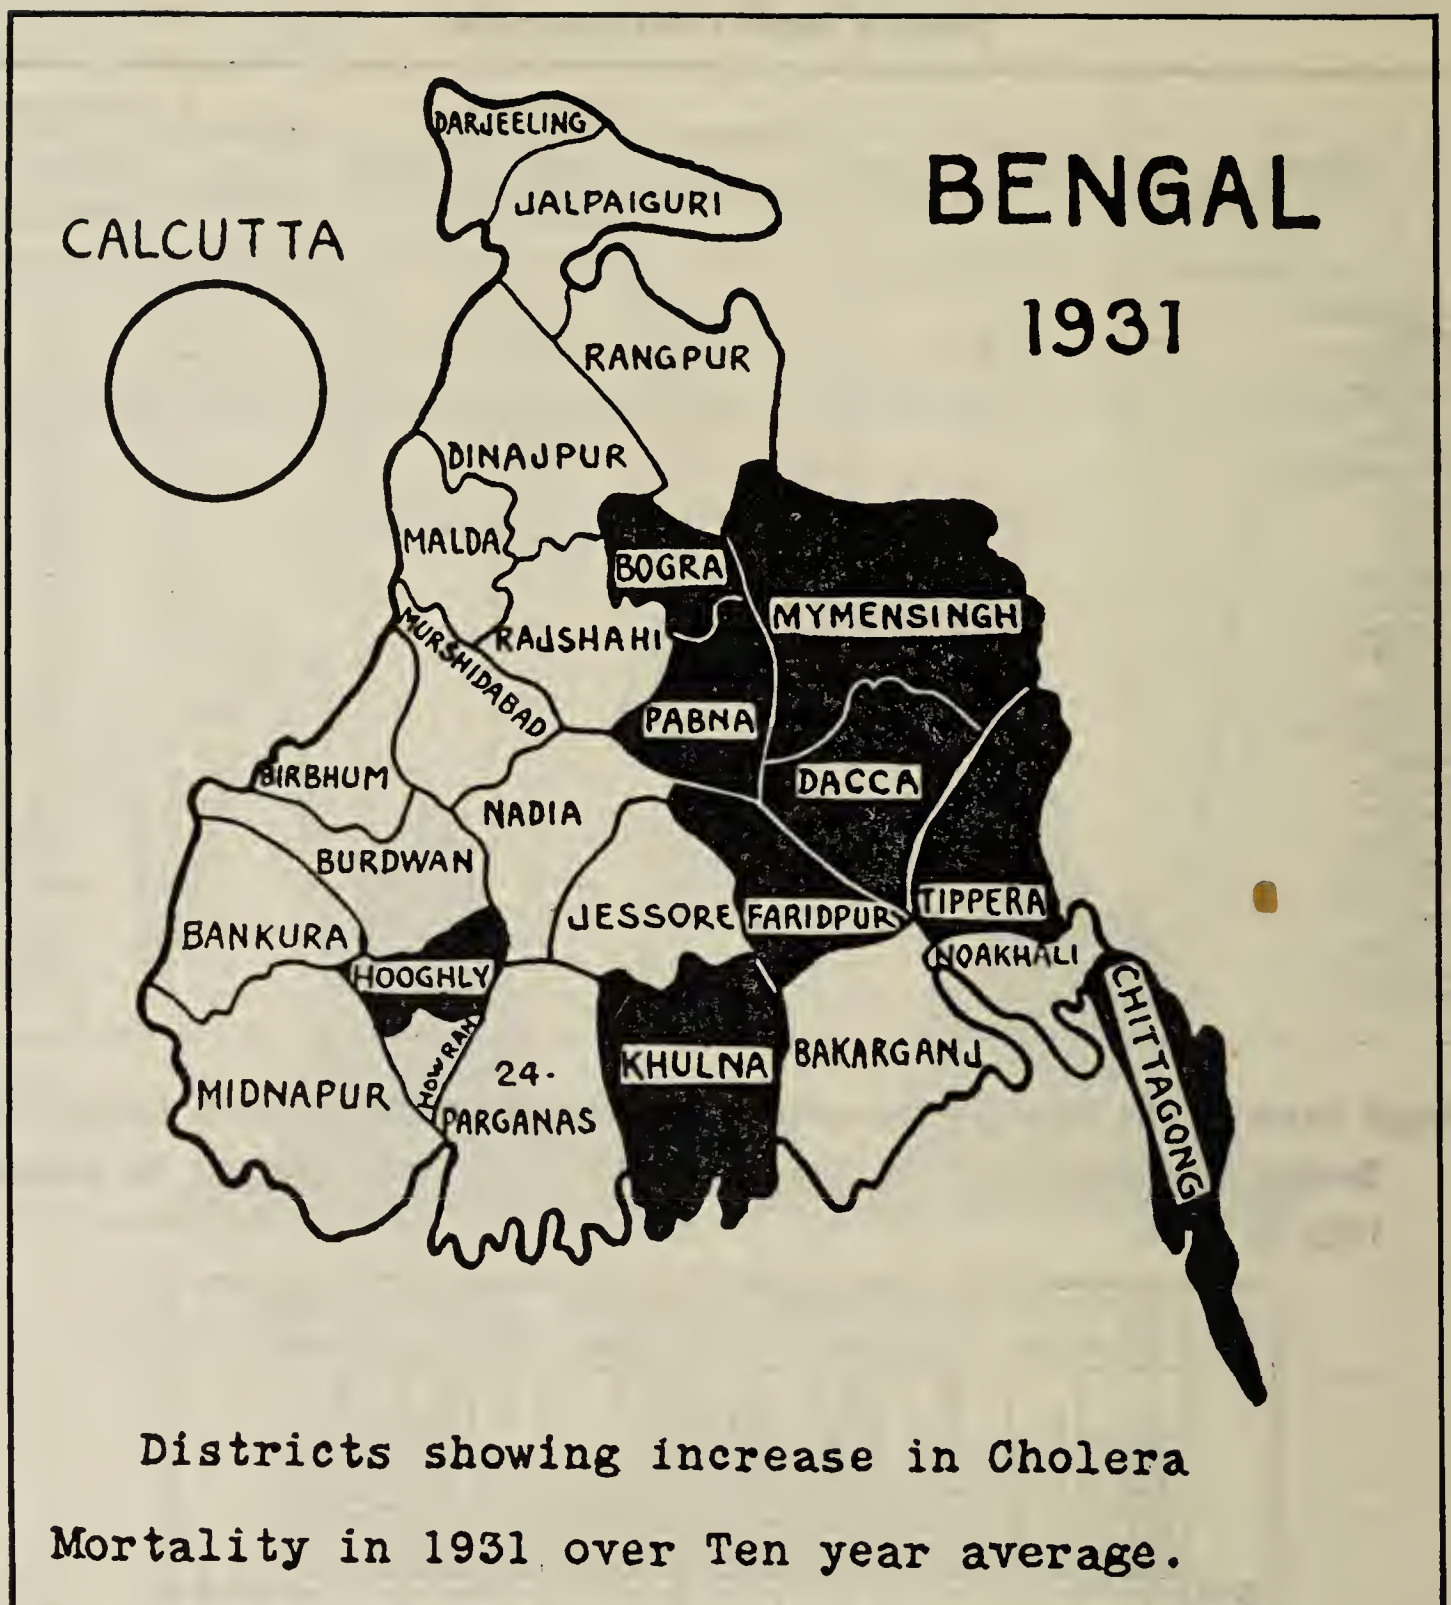 DARJEELING
BENGAL
JALPAIGURI
CALCUTTA
1931
RANGPUR
DINAJPUR
MALDA
BOGRA
MYMENSINGH
MURSHIDABAD
RAJSHAHI
PABNA
BIRBHUM
DACCA
NADIA
BURDWAN
TIPPERA
JESSORE
FARIDPUR
BANKURA
NOAKHALI
HOOGHLY
CHITTAGONG
HOWRAH
24-
PARGANAS
KHULNA
BAKARGANJ
MIDNAPUR
Districts showing increase in Cholera
Mortality in 1931 over Ten year average.